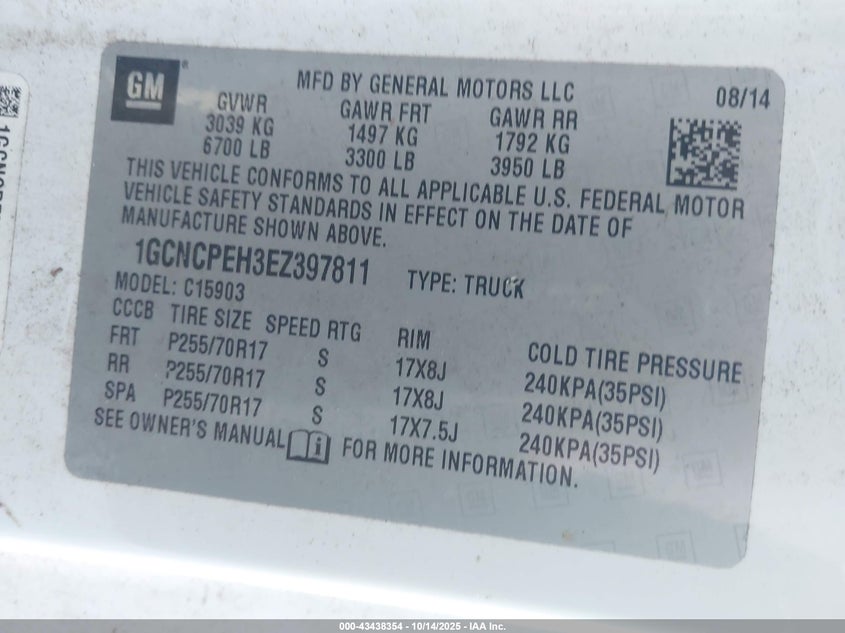 GM ®
MFD BY GENERAL MOTORS LLC
08/14
GVWR GAWR FRT GAWR RR
3039 KG 1497 KG 1792 KG
6700 LB 3300 LB 3950 LB
THIS VEHICLE CONFORMS TO ALL APPLICABLE U.S. FEDERAL MOTOR
VEHICLE SAFETY STANDARDS IN EFFECT ON THE DATE OF
MANUFACTURE SHOWN ABOVE.
1GCNCPEH3EZ397811 TYPE: TRUCK
MODEL: C15903
CCCB TIRE SIZE SPEED RTG RIM COLD TIRE PRESSURE
FRT P255/70R17 S 17X8J 240KPA(35PSI)
RR P255/70R17 S 17X8J 240KPA(35PSI)
SPA P255/70R17 S 17X7.5J 240KPA(35PSI)
SEE OWNER'S MANUAL i FOR MORE INFORMATION.
000-43438354 | 10/14/2025 - IAA Inc.